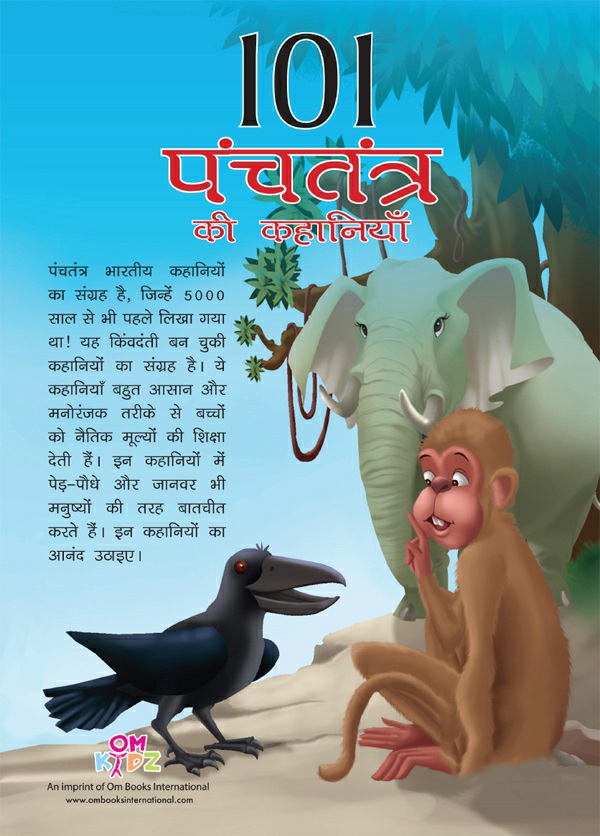 101
पंचतंत्र
की कहानियाँ
पंचतंत्र भारतीय कहानियों
का संग्रह है, जिन्हें 5000
साल से भी पहले लिखा गया
था! यह किंवदंती बन चुकी
कहानियों का संग्रह है। ये
कहानियाँ बहुत आसान और
मनोरंजक तरीके से बच्चों
को नैतिक मूल्यों की शिक्षा
देती हैं। इन कहानियों में
पेड़-पौधे और जानवर भी
मनुष्यों की तरह बातचीत
करते हैं। इन कहानियों का
आनंद उठाइए।
OM
KIDZ
An imprint of Om Books International
www.ombooksinternational.com